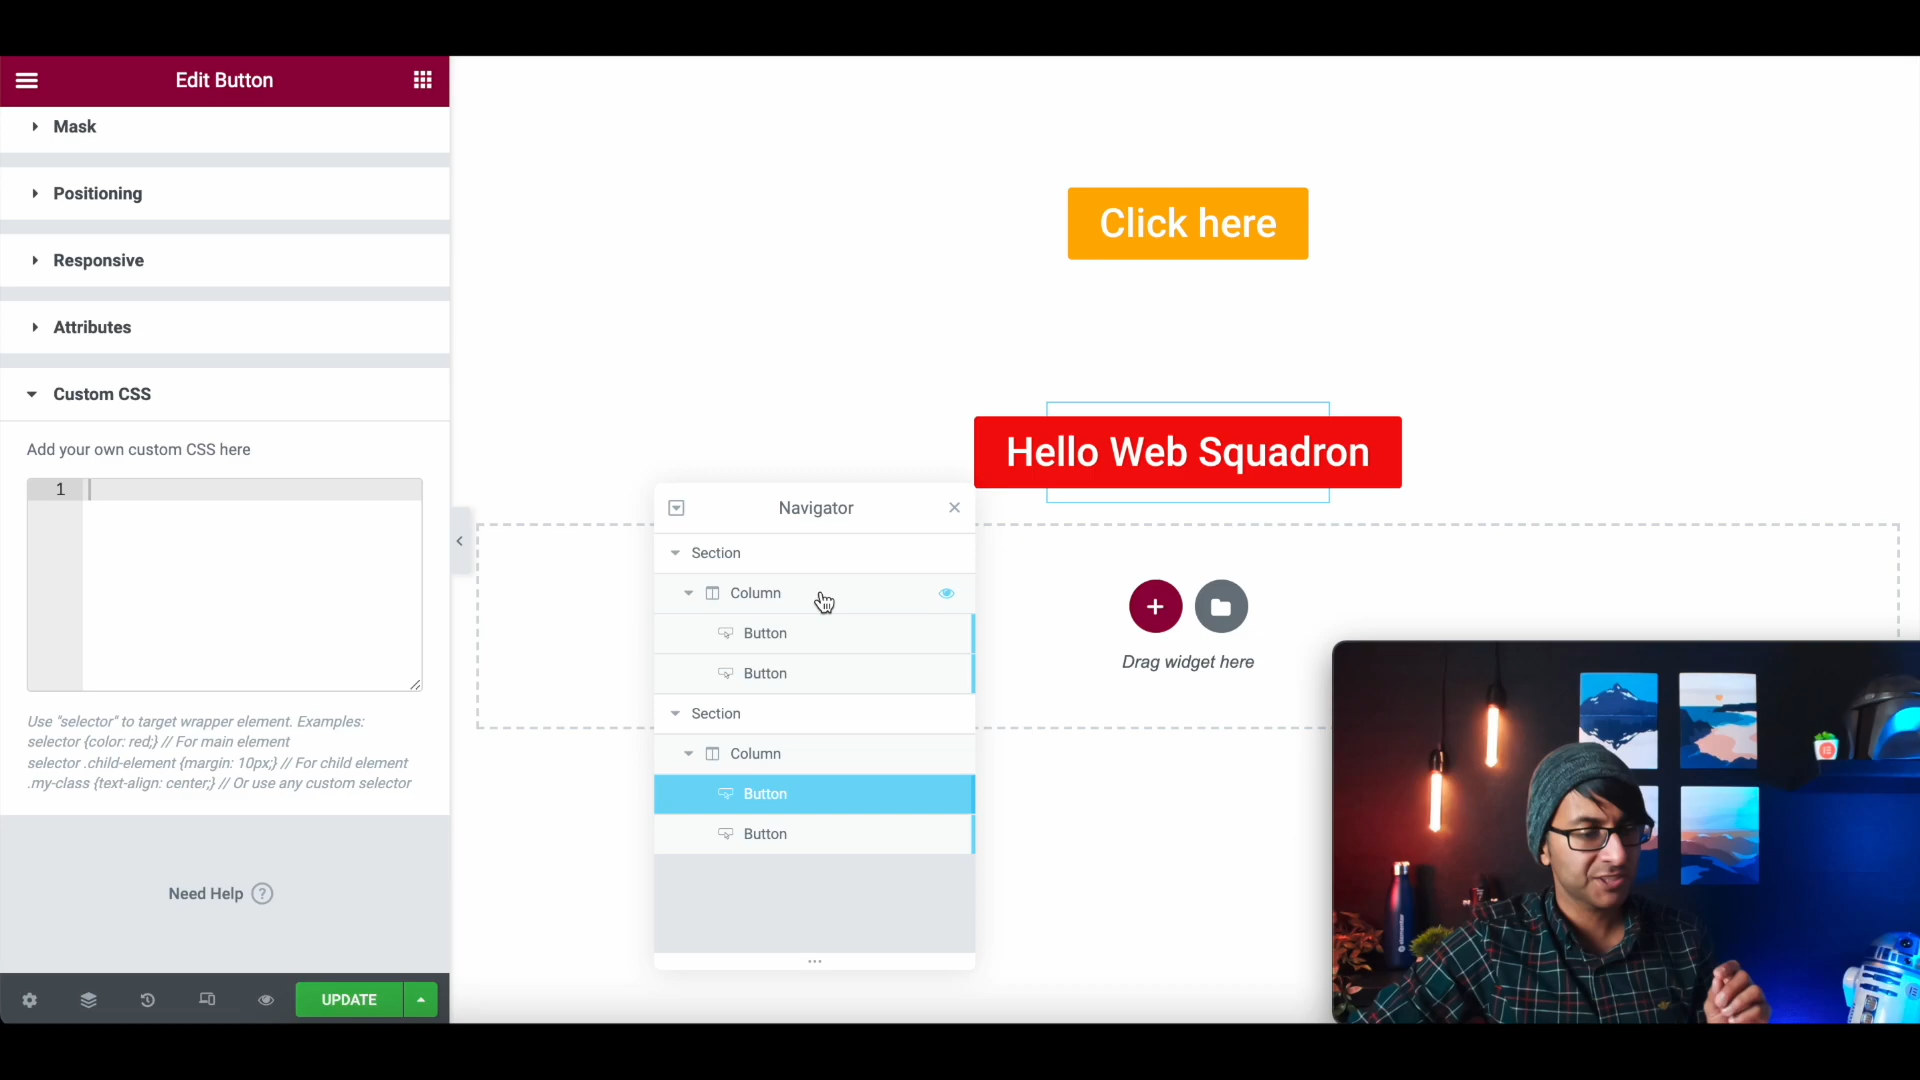 Edit Button
Mask
Positioning
Responsive
Attributes
Custom CSS
Add your own custom CSS here
1
Use "selector" to target wrapper element. Examples:
selector {color: red;} // For main element
selector .child-element {margin: 10px;} // For child element
.my-class {text-align: center;} // Or use any custom selector
Need Help ?
UPDATE
Click here
Hello Web Squadron
Navigator
Section
Column
Button
Button
Section
Column
Button
Button
Drag widget here
elementor